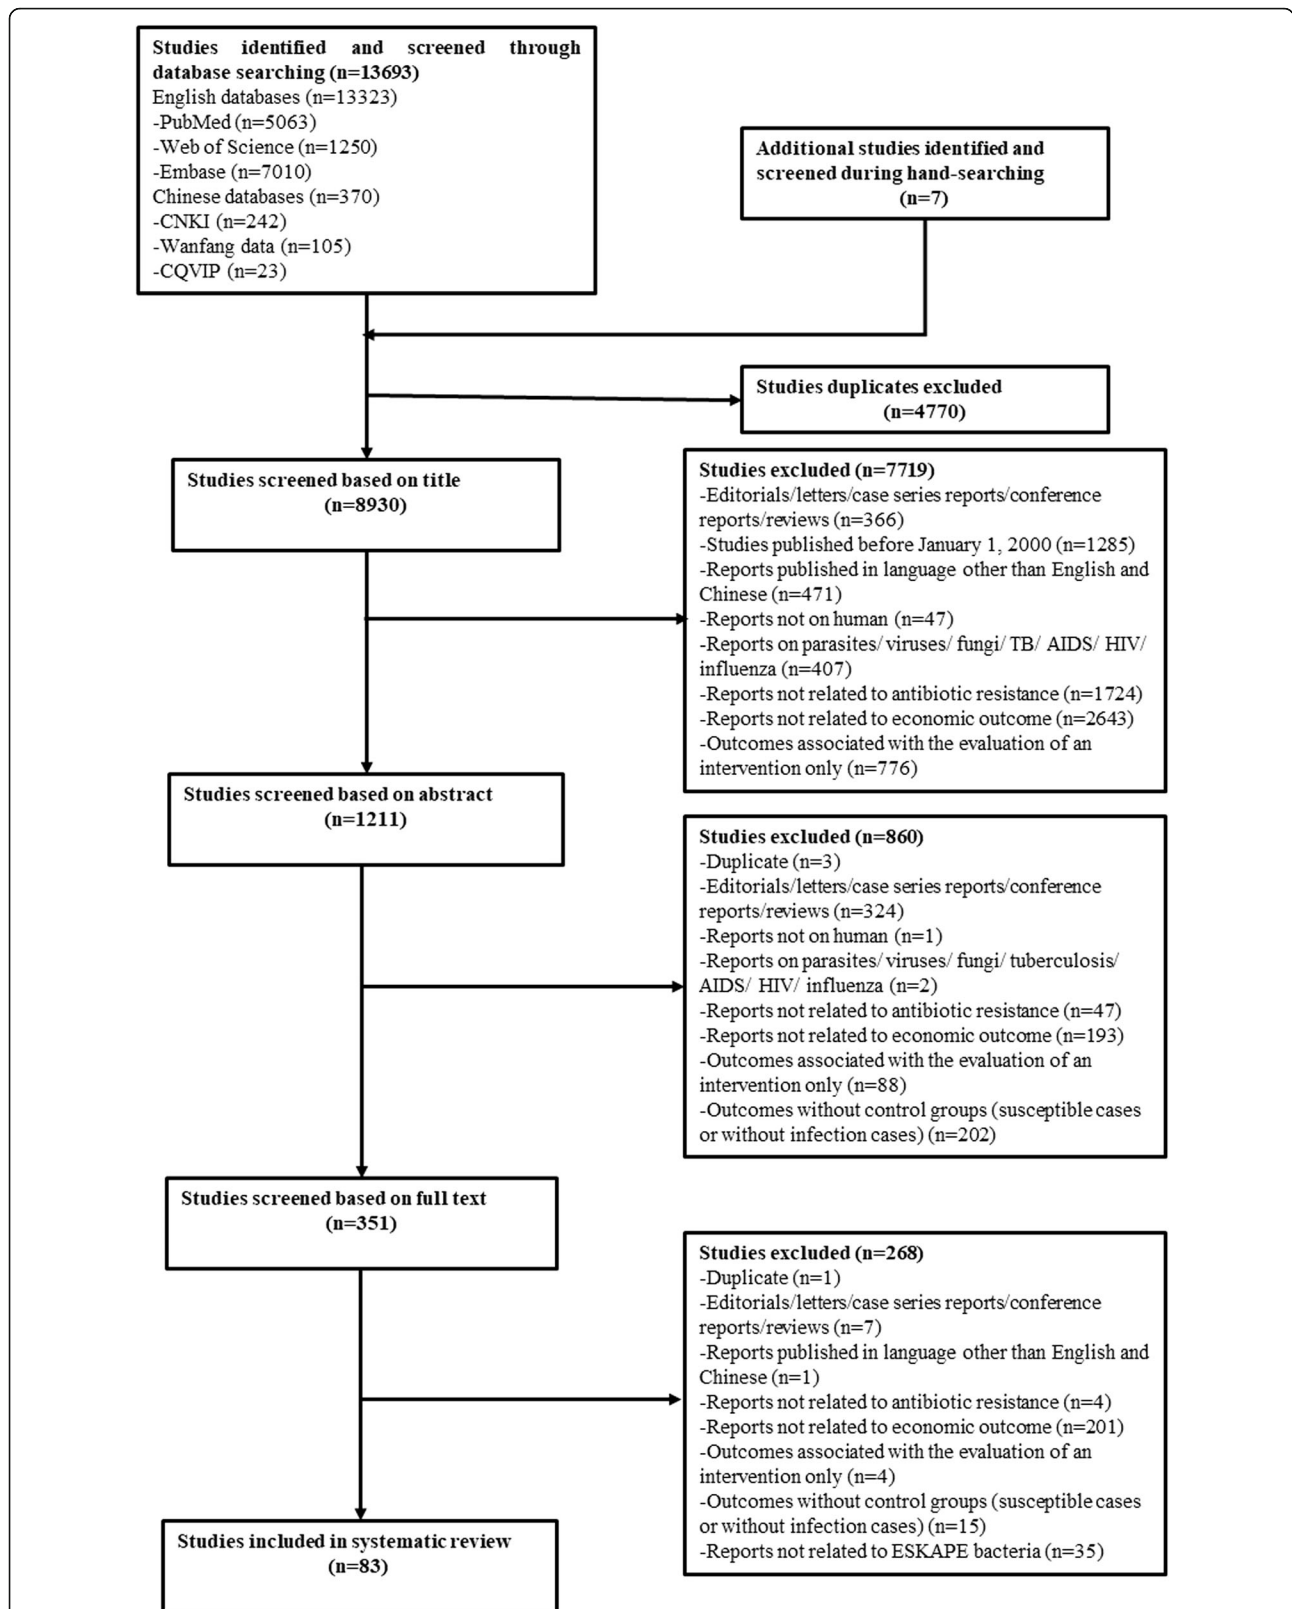 Studies identified and screened through
database searching (n=13693)
English databases (n=13323)
-PubMed (n=5063)
-Web of Science (n=1250)
-Embase (n=7010)
Chinese databases (n=370)
-CNKI (n=242)
-Wanfang data (n=105)
-CQVIP (n=23)
Additional studies identified and
screened during hand-searching
(n=7)
Studies duplicates excluded
(n=4770)
Studies screened based on title
(n=8930)
Studies excluded (n=7719)
-Editorials/letters/case series reports/conference
reports/reviews (n=366)
-Studies published before January 1, 2000 (n=1285)
-Reports published in language other than English and
Chinese (n=471)
-Reports not on human (n=47)
-Reports on parasites/ viruses/ fungi/ TB/ AIDS/ HIV/
influenza (n=407)
-Reports not related to antibiotic resistance (n=1724)
-Reports not related to economic outcome (n=2643)
-Outcomes associated with the evaluation of an
intervention only (n=776)
Studies screened based on abstract
(n=1211)
Studies excluded (n=860)
-Duplicate (n=3)
-Editorials/letters/case series reports/conference
reports/reviews (n=324)
-Reports not on human (n=1)
-Reports on parasites/ viruses/ fungi/ tuberculosis/
AIDS/ HIV/ influenza (n=2)
-Reports not related to antibiotic resistance (n=47)
-Reports not related to economic outcome (n=193)
-Outcomes associated with the evaluation of an
intervention only (n=88)
-Outcomes without control groups (susceptible cases
or without infection cases) (n=202)
Studies screened based on full text
(n=351)
Studies excluded (n=268)
-Duplicate (n=1)
-Editorials/letters/case series reports/conference
reports/reviews (n=7)
-Reports published in language other than English and
Chinese (n=1)
-Reports not related to antibiotic resistance (n=4)
-Reports not related to economic outcome (n=201)
-Outcomes associated with the evaluation of an
intervention only (n=4)
-Outcomes without control groups (susceptible cases
or without infection cases) (n=15)
-Reports not related to ESKAPE bacteria (n=35)
Studies included in systematic review
(n=83)